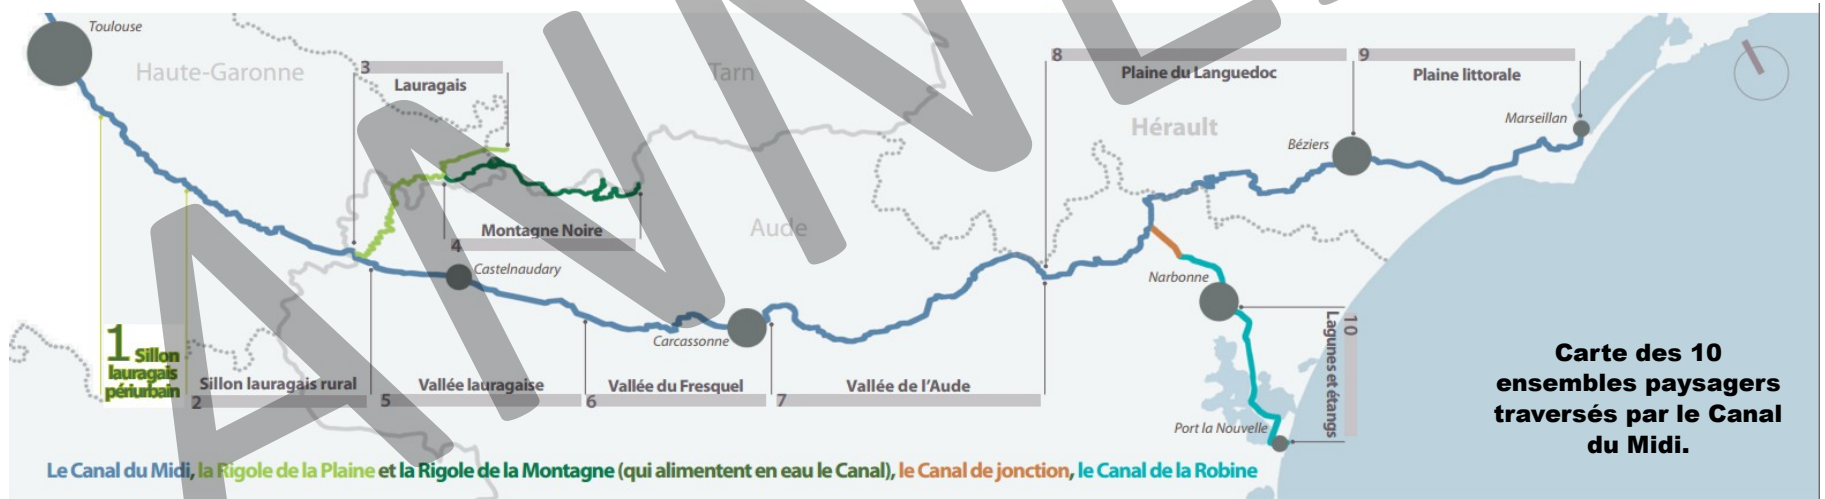 Toulouse
Haute-Garonne
3
Lauragais
Tarn
8
Plaine du Languedoc
9
Plaine littorale
Marseillan
Hérault
Béziers
Montagne Noire
4
Aude
Castelnaudary
Narbonne
Carcassonne
1 Sillon
lauragais
périurbain
Sillon lauragais rural
2
Vallée lauragaise
5
Vallée du Fresquel
6
Vallée de l'Aude
7
10
Lagunes et étangs
Port la Nouvelle
Carte des 10
ensembles paysagers
traversés par le Canal
du Midi.
Le Canal du Midi, la Rigole de la Plaine et la Rigole de la Montagne (qui alimentent en eau le Canal), le Canal de jonction, le Canal de la Robine